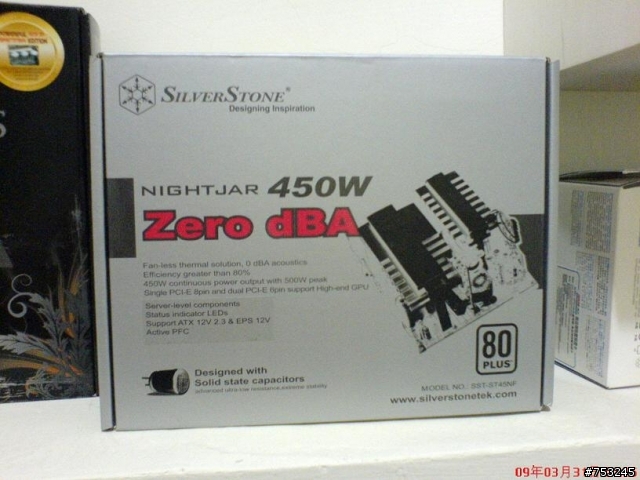 SILVERSTONE®
Designing Inspiration
NIGHTJAR 450W
Zero dBA
Fan-less thermal solution, 0 dBA acoustics
Efficiency greater than 80%
450W continuous power output with 500W peak
Single PCI-E 8pin and dual PCI-E 6pin support High-end GPU
Server-level components
Status indicator LEDs
Support ATX 12V 2.3 & EPS 12V
Active PFC
Designed with
Solid state capacitors
80
PLUS
MODEL NO.: SST-ST45NF
www.silverstonetek.com
09年03月3
#753245